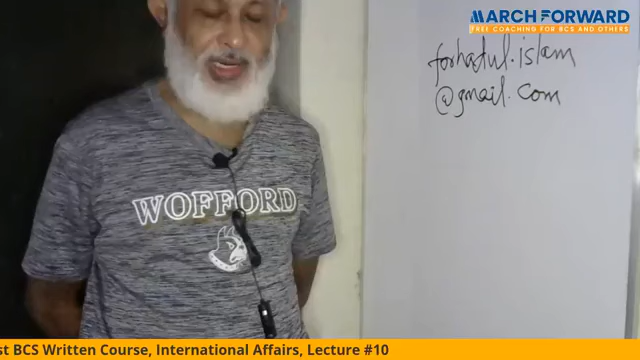 MARCH FORWARD
FREE COACHING FOR BCS AND OTHERS
forhatul.islam
@gmail.com
WOFFORD
st BCS Written Course, International Affairs, Lecture #10